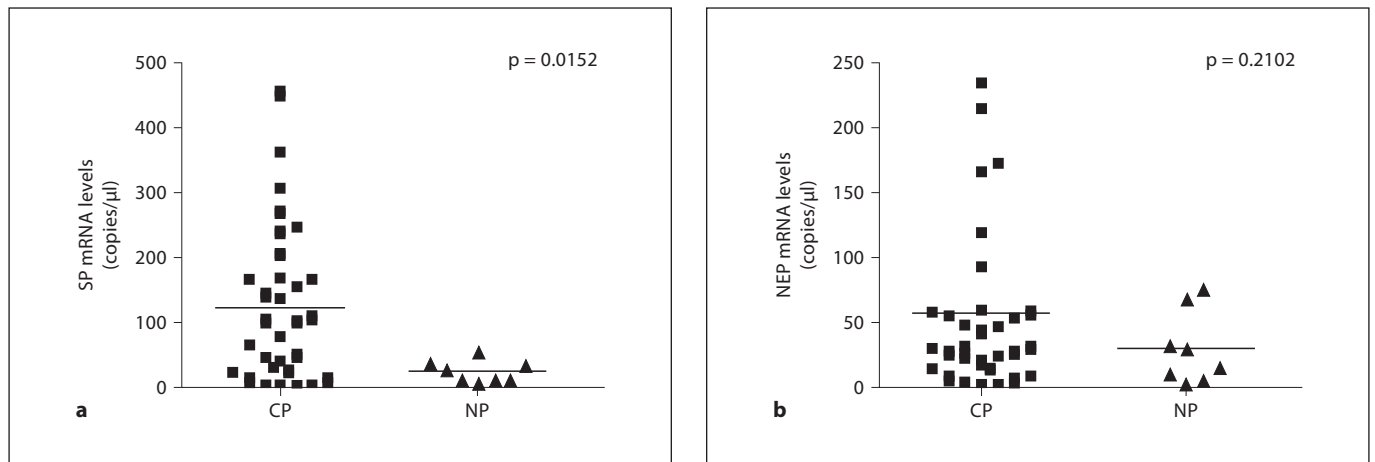 p = 0.0152
SP mRNA levels
(copies/µl)
500
400
300
200
100
0
CP
NP
a
p = 0.2102
NEP mRNA levels
(copies/µl)
250
200
150
100
50
0
CP
NP
b